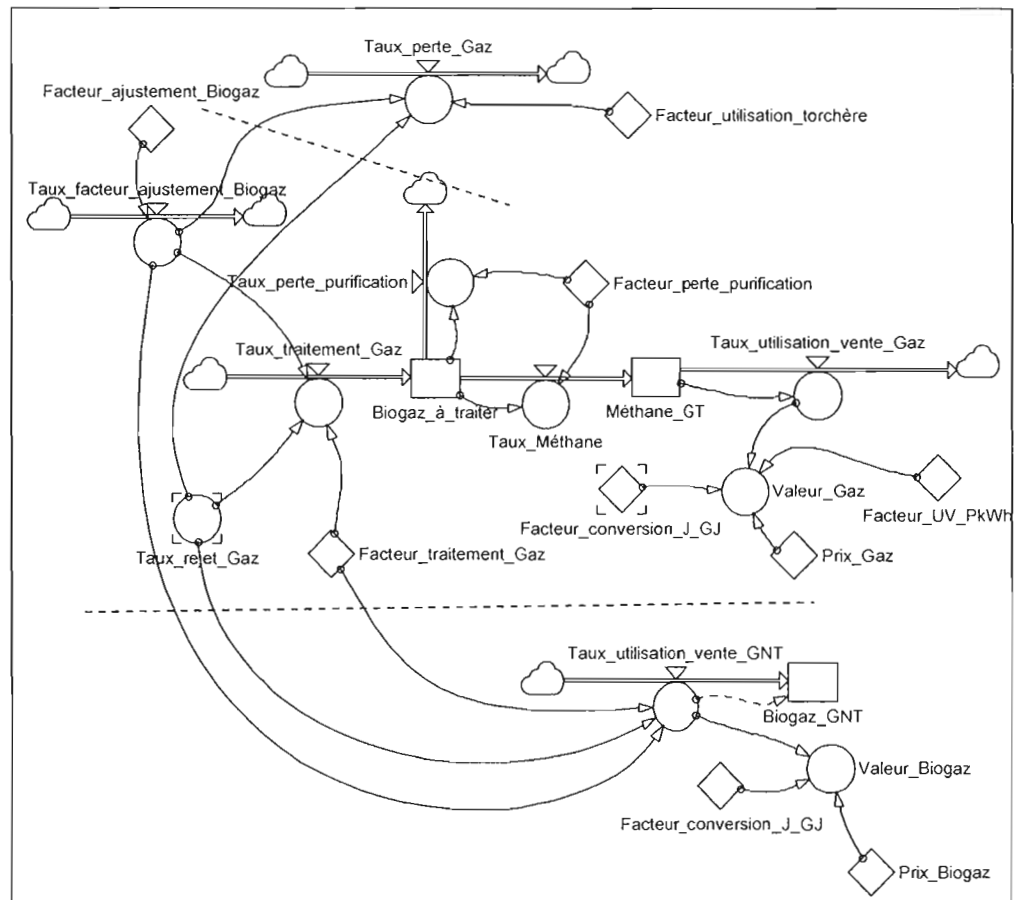 Taux_perte_Gaz
Facteur_ajustement_Biogaz
Facteur_utilisation_torchère
Taux_facteur_ajustement_Biogaz
Taux_perte_purification
Facteur_perte_purification
Taux_traitement_Gaz
Taux_utilisation_vente_Gaz
Biogaz_à_traiter
Méthane_GT
Taux_Méthane
Valeur_Gaz
Facteur_conversion_J_GJ
Facteur_UV_PkWh
Taux_rejet_Gaz
Facteur_traitement_Gaz
Prix_Gaz
Taux_utilisation_vente_GNT
Biogaz_GNT
Valeur_Biogaz
Facteur_conversion_J_GJ
Prix_Biogaz